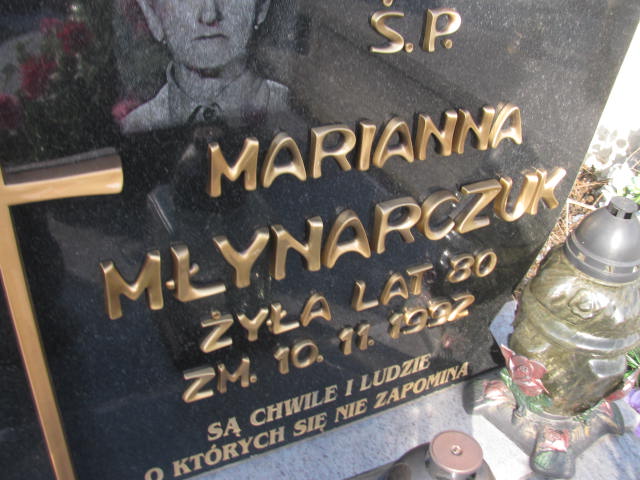 Ś.P.
MARIANNA
MŁYNARCZUK
ŻYŁA LAT 80
ZM. 10. 11. 1992
SĄ CHWILE I LUDZIE
O KTÓRYCH SIĘ NIE ZAPOMINA